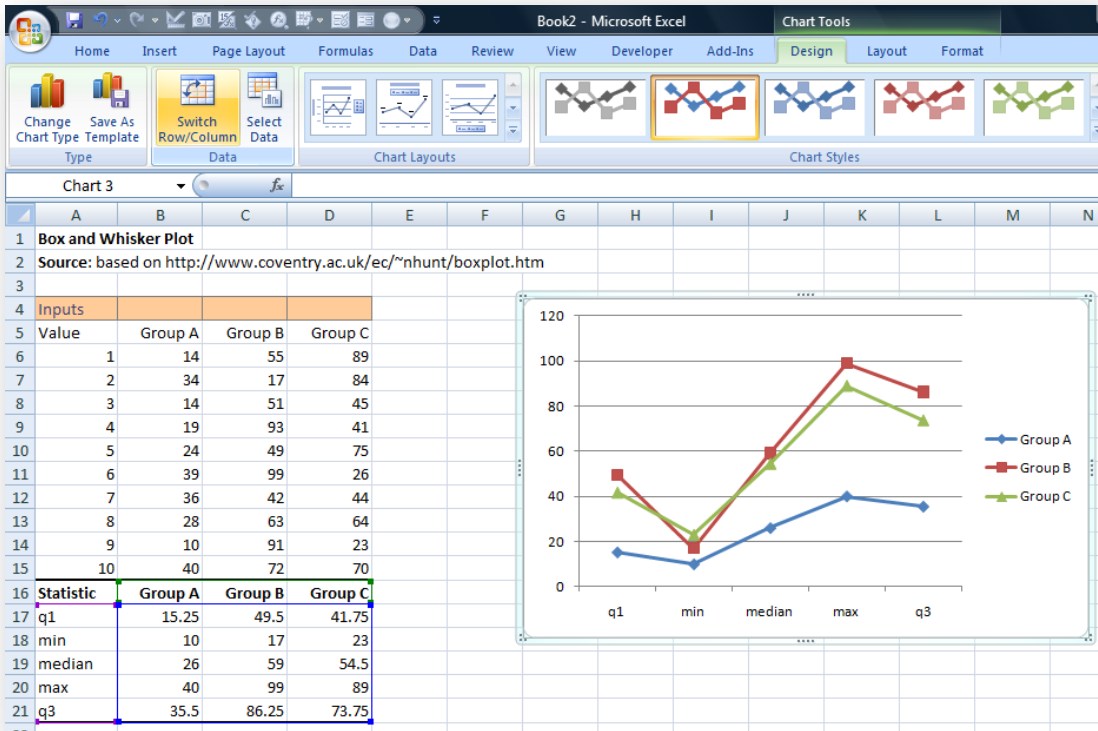 Book2 - Microsoft Excel Chart Tools
Home Insert Page Layout Formulas Data Review View Developer Add-Ins Design Layout Format
Change Chart Type
Save As Template
Switch Row/Column
Select Data
Type Data Chart Layouts Chart Styles
Chart 3 fx
A B C D E F G H I J K L M N
1 Box and Whisker Plot
2 Source: based on http://www.coventry.ac.uk/ec/~nhunt/boxplot.htm
3
4 Inputs
5 Value Group A Group B Group C
6 1 14 55 89
7 2 34 17 84
8 3 14 51 45
9 4 19 93 41
10 5 24 49 75
11 6 39 99 26
12 7 36 42 44
13 8 28 63 64
14 9 10 91 23
15 10 40 72 70
16 Statistic Group A Group B Group C
17 q1 15.25 49.5 41.75
18 min 10 17 23
19 median 26 59 54.5
20 max 40 99 89
21 q3 35.5 86.25 73.75
120
100
80
60
40
20
0
q1 min median max q3
Group A
Group B
Group C